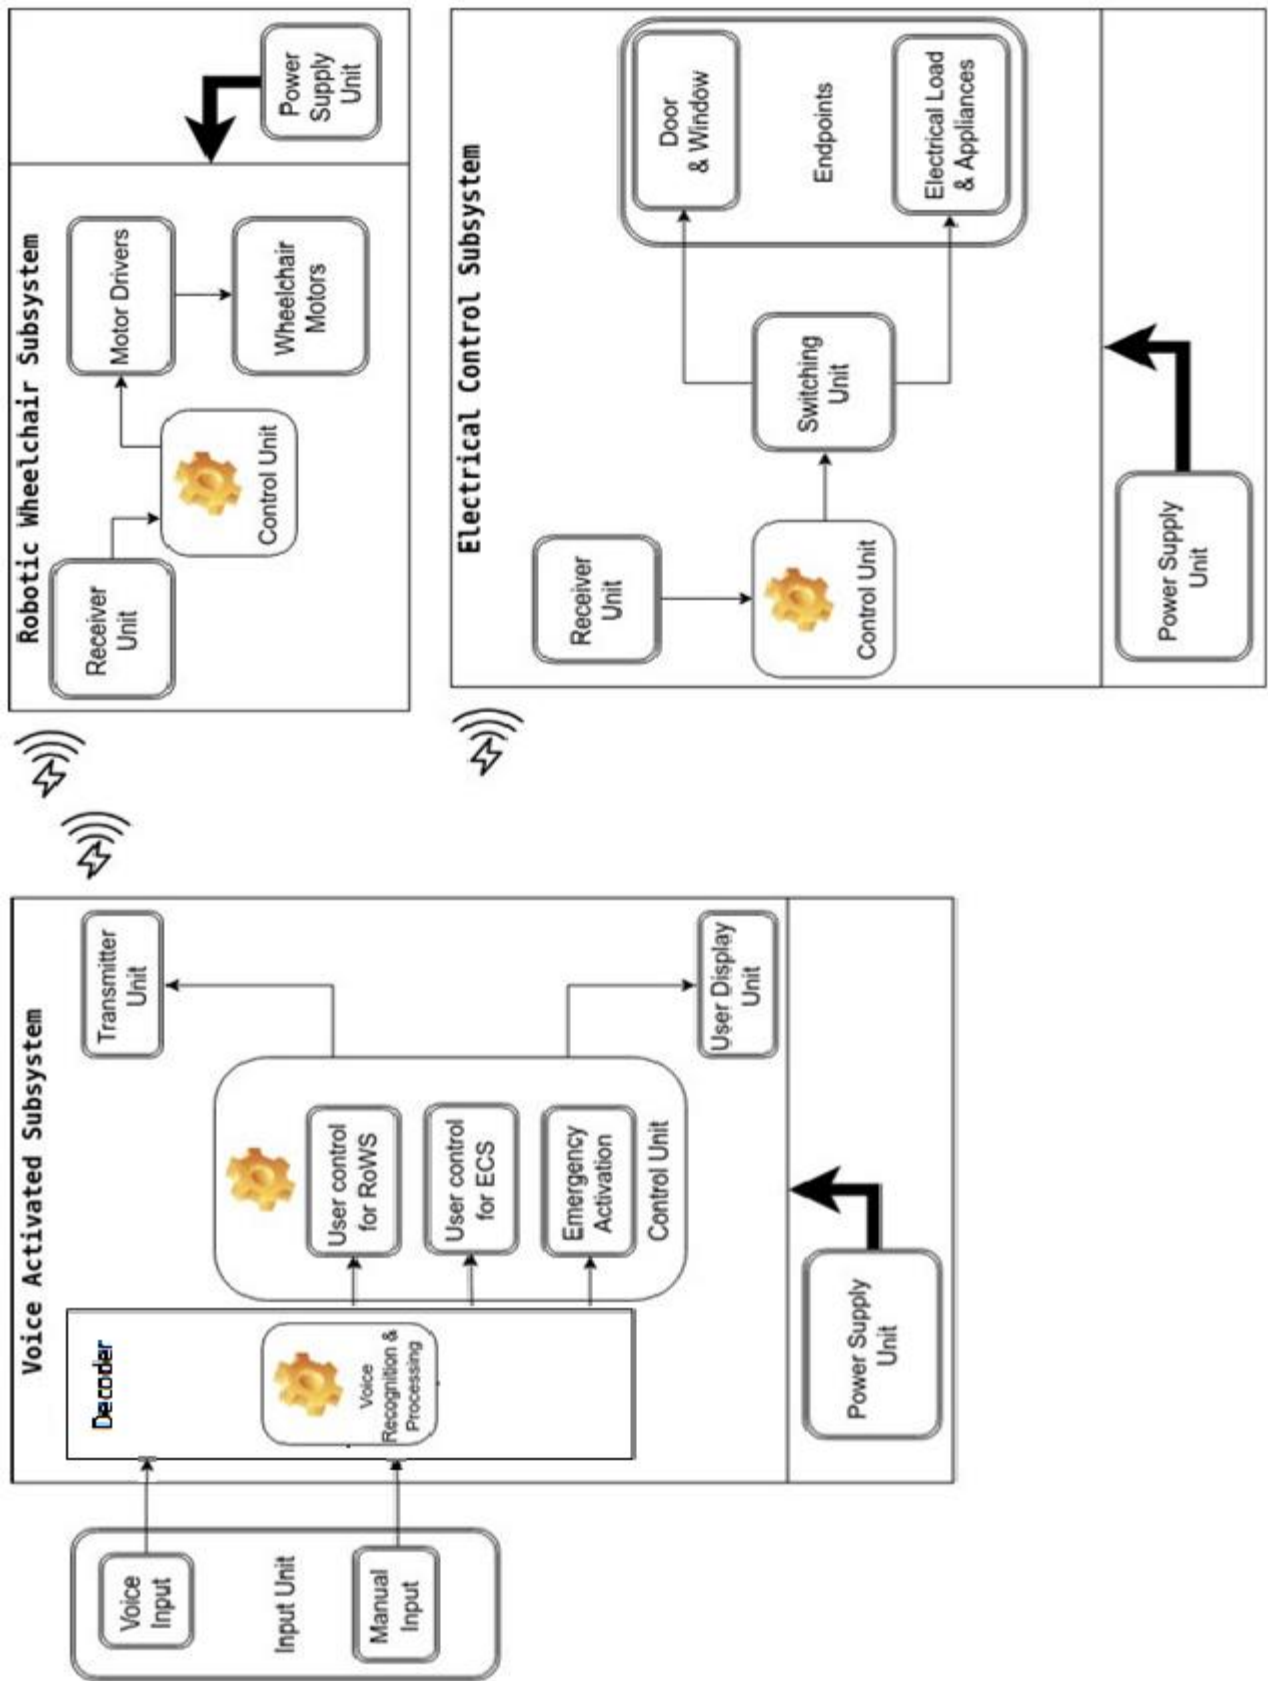 Voice Activated Subsystem
Voice
Input
Input Unit
Manual
Input
Decoder
Voice
Recognition &
Processing
User control
for RoWS
User control
for ECS
Emergency
Activation
Control Unit
Transmitter
Unit
User Display
Unit
Power Supply
Unit
Robotic Wheelchair Subsystem
Receiver
Unit
Control Unit
Motor Drivers
Wheelchair
Motors
Power
Supply
Unit
Electrical Control Subsystem
Receiver
Unit
Control Unit
Switching
Unit
Door
& Window
Endpoints
Electrical Load
& Appliances
Power Supply
Unit